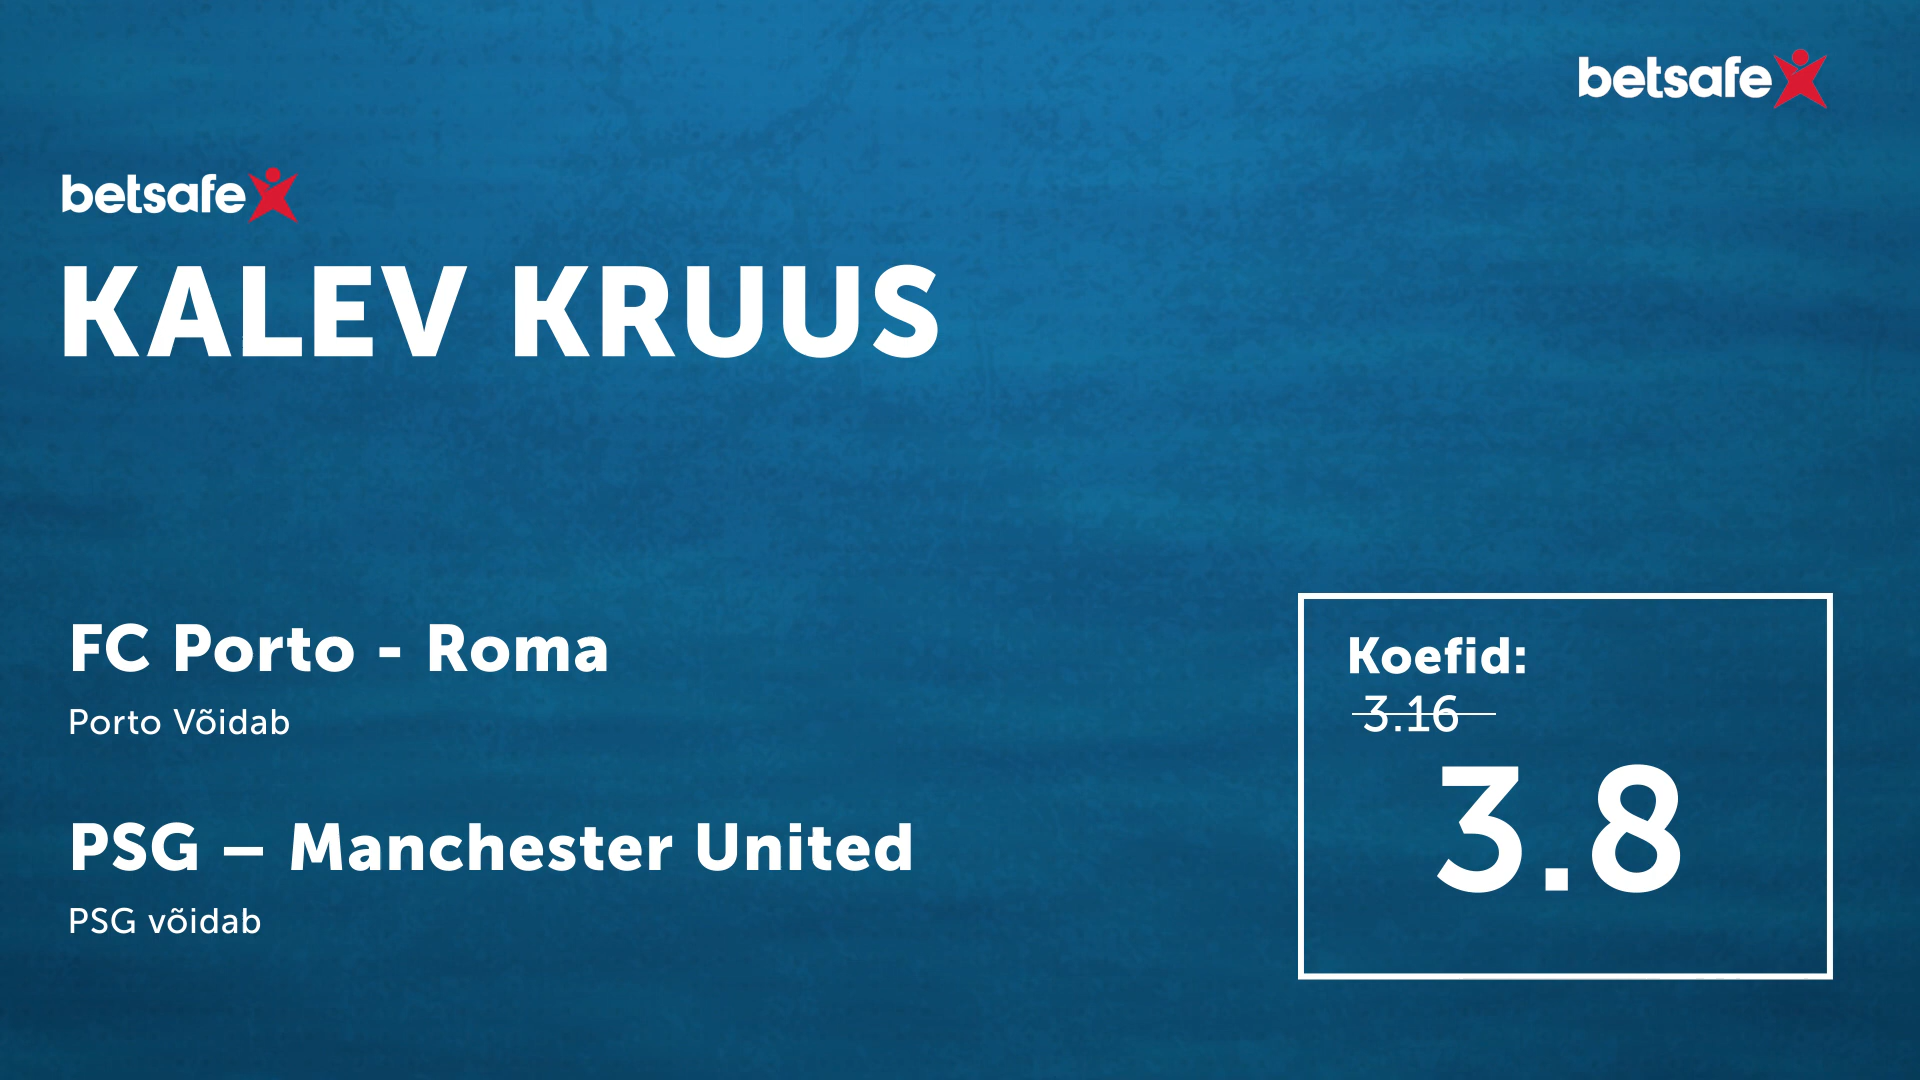 betsafe
betsafe
KALEV KRUUS
FC Porto - Roma
Porto Võidab
PSG – Manchester United
PSG võidab
Koefid:
3.16
3.8